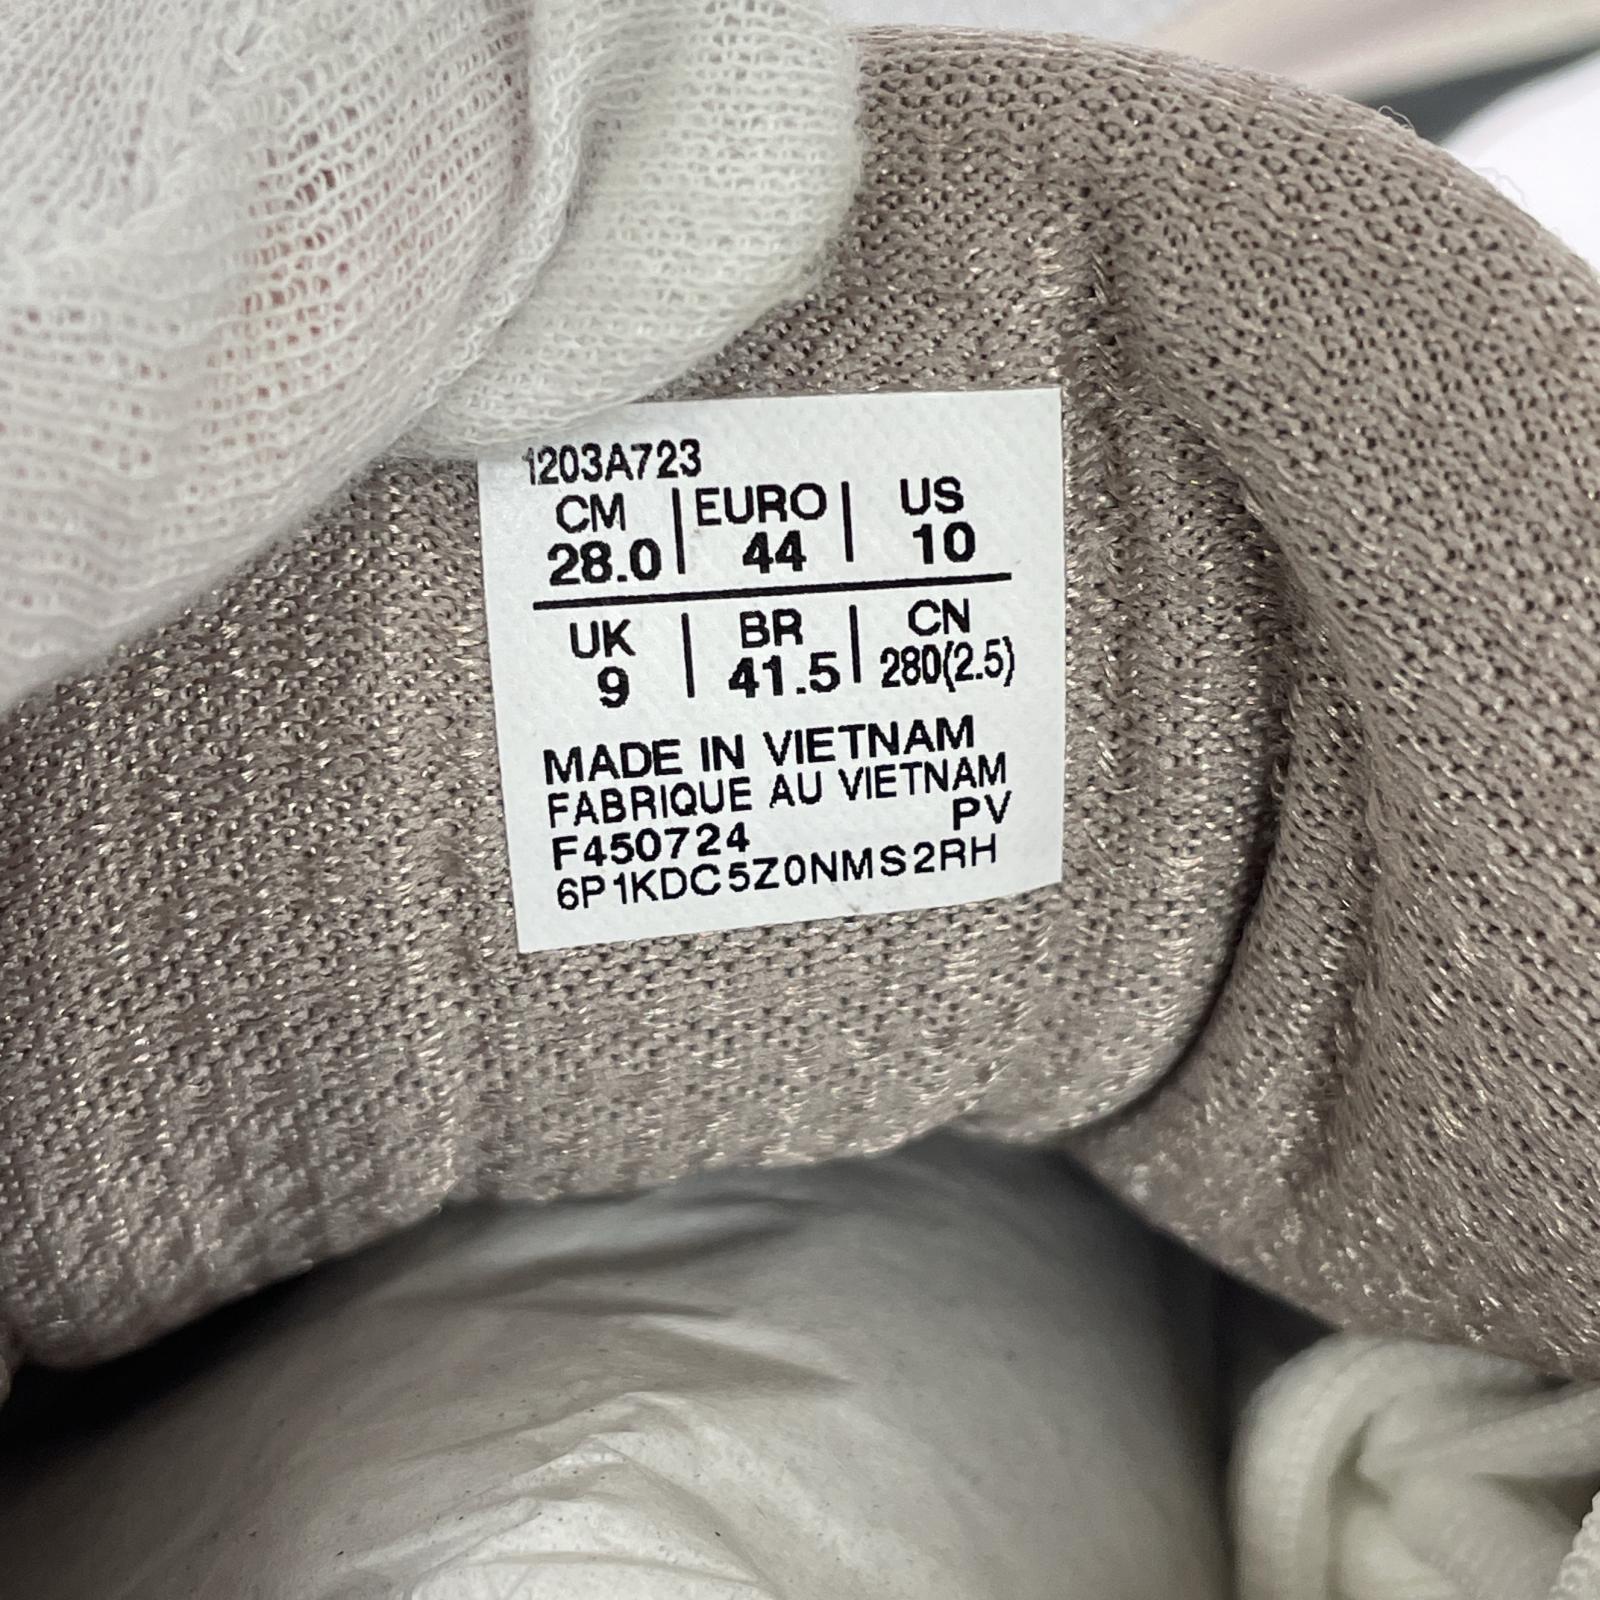 1203A723
CM | EURO | US
28.0 | 44 | 10
UK | BR | CN
9 | 41.5 | 280(2.5)
MADE IN VIETNAM
FABRIQUE AU VIETNAM
F450724 PV
6P1KDC5Z0NMS2RH